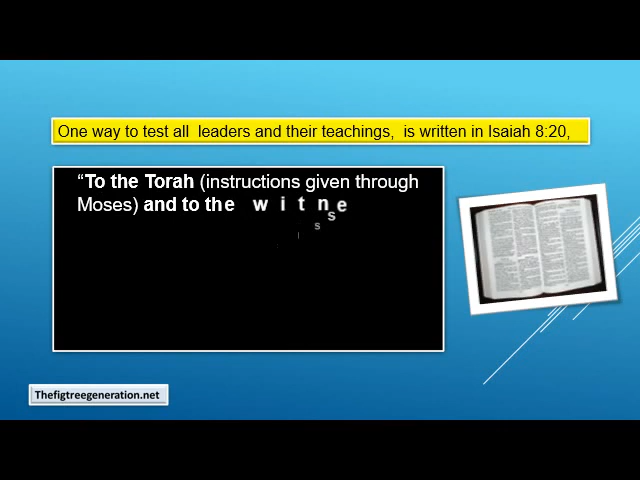 One way to test all leaders and their teachings, is written in Isaiah 8:20,
“To the Torah (instructions given through
Moses) and to the witness
Thefigtreegeneration.net